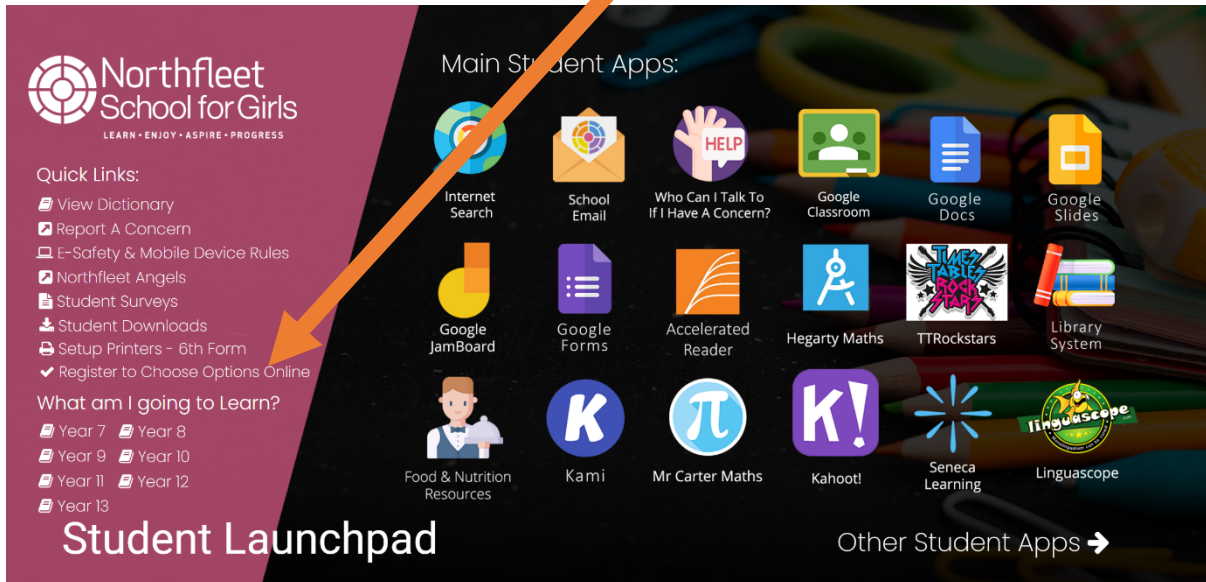 Northfleet
School for Girls
LEARN • ENJOY • ASPIRE • PROGRESS
Quick Links:
View Dictionary
Report A Concern
E-Safety & Mobile Device Rules
Northfleet Angels
Student Surveys
Student Downloads
Setup Printers - 6th Form
Register to Choose Options Online
What am I going to Learn?
Year 7 Year 8
Year 9 Year 10
Year 11 Year 12
Year 13
Student Launchpad
Main Student Apps:
HELP
Internet
Search
School
Email
Who Can I Talk To
If I Have A Concern?
Google
Classroom
Google
Docs
Google
Slides
TIMES
TABLES
ROCK
STARS
Google
JamBoard
Google
Forms
Accelerated
Reader
Hegarty Maths
TTRockstars
Library
System
K
π
K!
linguascope
Food & Nutrition
Resources
Kami
Mr Carter Maths
Kahoot!
Seneca
Learning
Linguascope
Other Student Apps